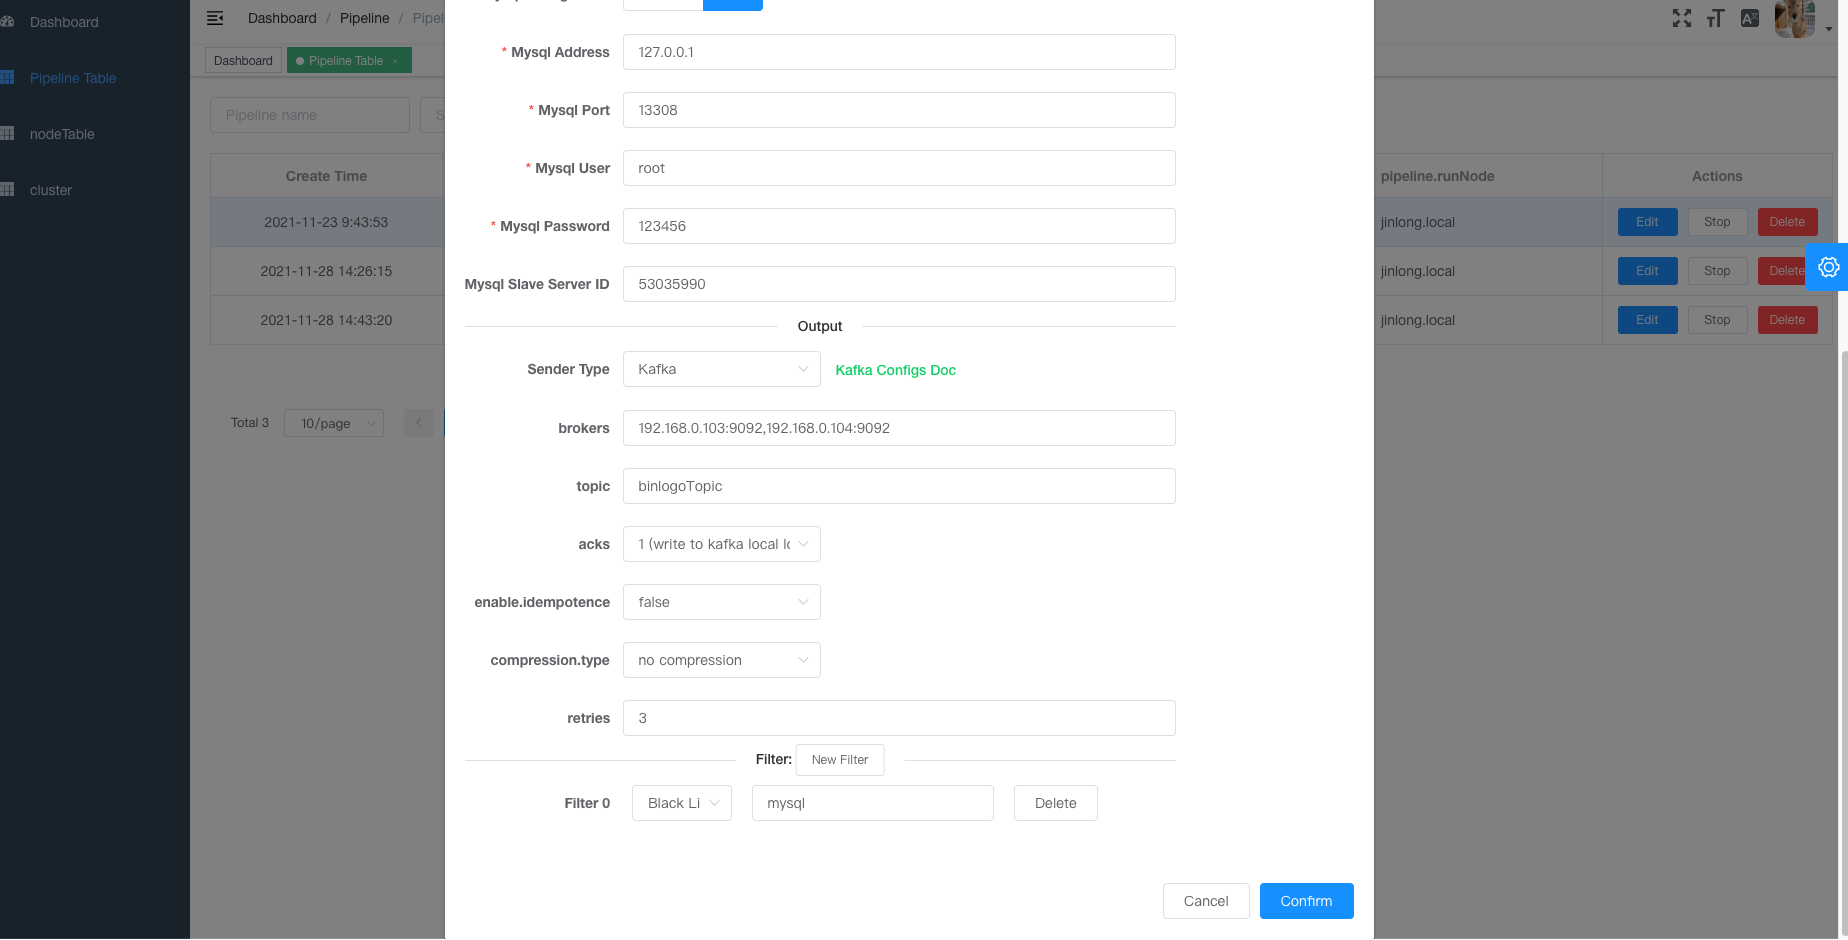 Dashboard
Pipeline Table
nodeTable
cluster
Dashboard / Pipeline /
Dashboard
Pipeline Table ×
Pipeline name
Create Time
2021-11-23 9:43:53
2021-11-28 14:26:15
2021-11-28 14:43:20
Total 3
10/page
* Mysql Address 127.0.0.1
* Mysql Port 13308
* Mysql User root
* Mysql Password 123456
Mysql Slave Server ID 53035990
Output
Sender Type Kafka Kafka Configs Doc
brokers 192.168.0.103:9092,192.168.0.104:9092
topic binlogoTopic
acks 1 (write to kafka local lo
enable.idempotence false
compression.type no compression
retries 3
Filter: New Filter
Filter 0 Black Li mysql Delete
Cancel Confirm
pipeline.runNode Actions
jinlong.local Edit Stop Delete
jinlong.local Edit Stop Delete
jinlong.local Edit Stop Delete